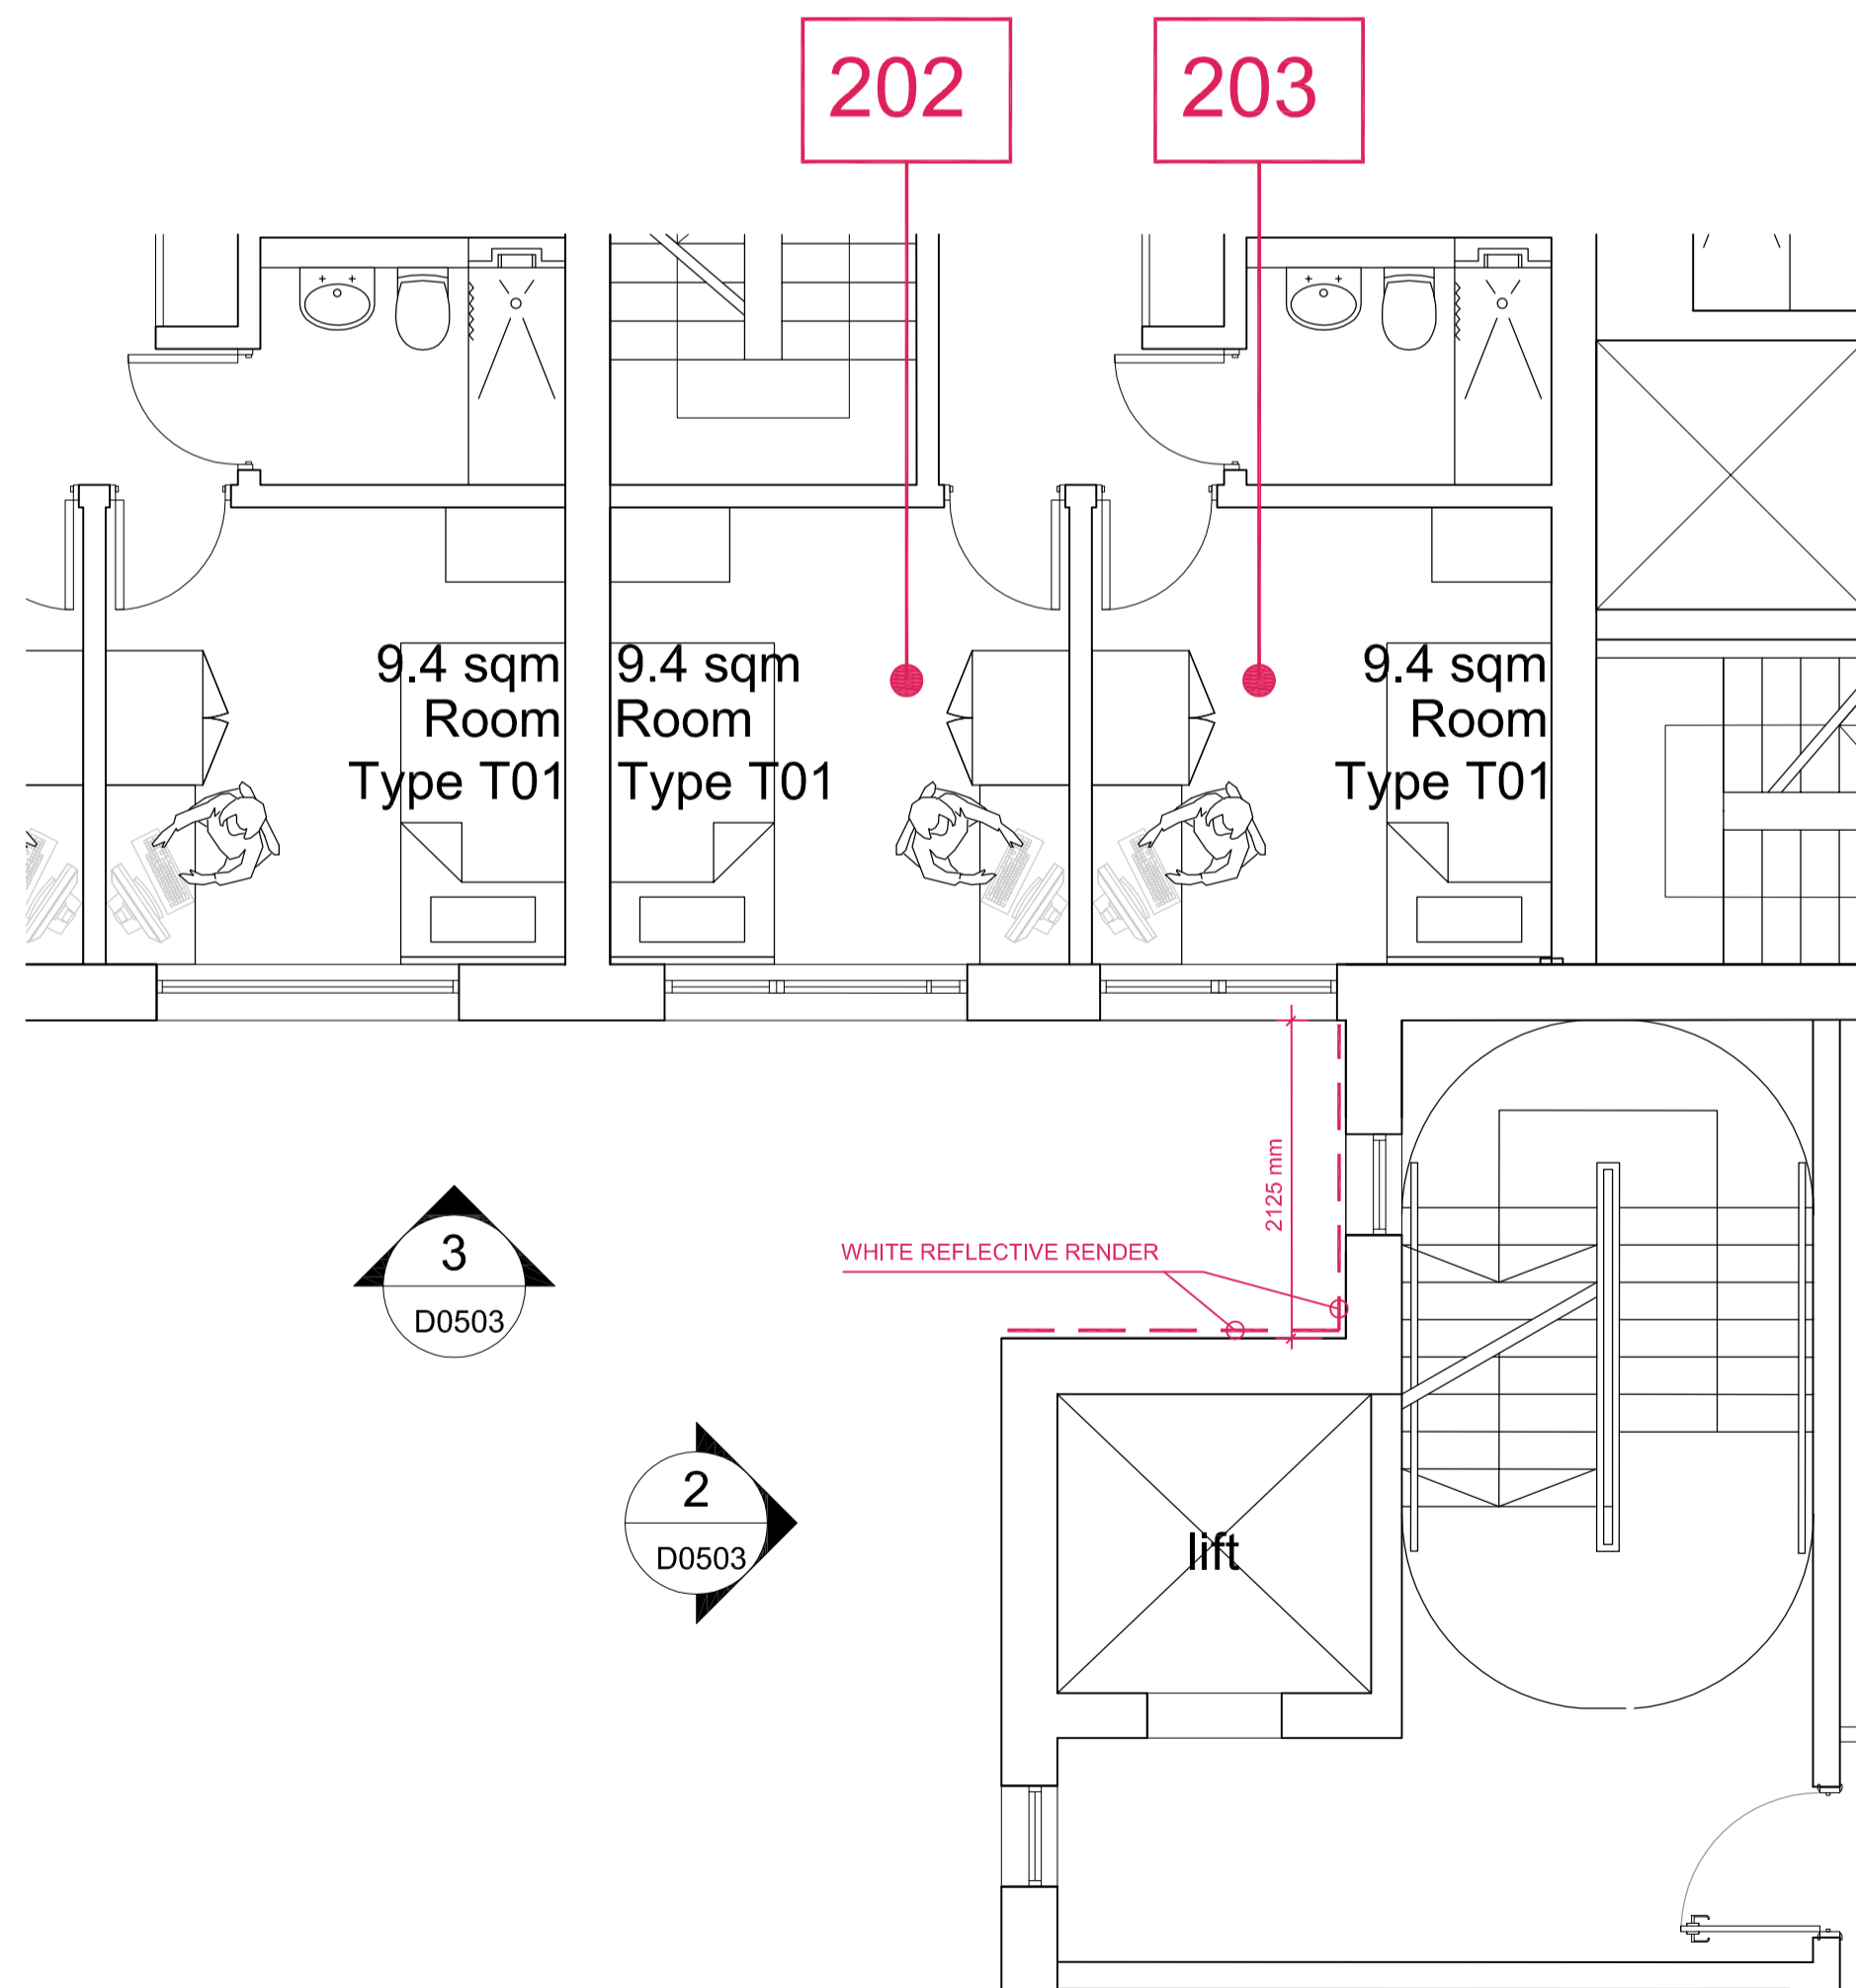 202
203
9.4 sqm
Room
Type T01
9.4 sqm
Room
Type T01
9.4 sqm
Room
Type T01
2125 mm
WHITE REFLECTIVE RENDER
3
D0503
2
D0503
lift